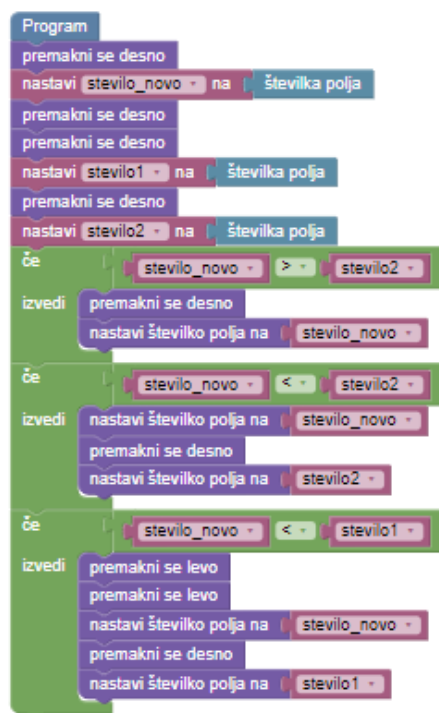 Program
premakni se desno
nastavi stevilo_novo na številka polja
premakni se desno
premakni se desno
nastavi stevilo1 na številka polja
premakni se desno
nastavi stevilo2 na številka polja
če stevilo_novo > stevilo2
izvedi premakni se desno
nastavi številko polja na stevilo_novo
če stevilo_novo < stevilo2
izvedi nastavi številko polja na stevilo_novo
premakni se desno
nastavi številko polja na stevilo2
če stevilo_novo < stevilo1
izvedi premakni se levo
premakni se levo
nastavi številko polja na stevilo_novo
premakni se desno
nastavi številko polja na stevilo1